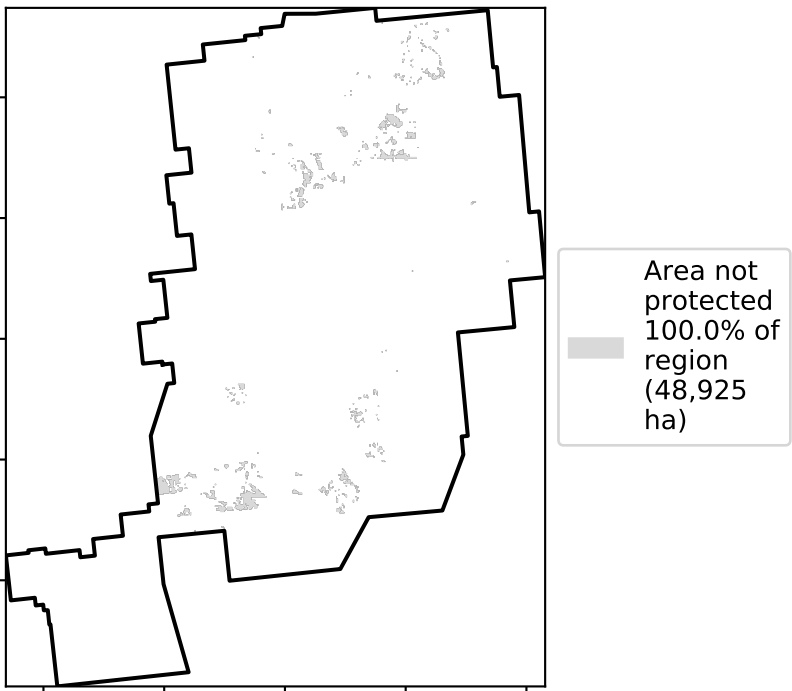 Area not
protected
100.0% of
region
(48,925
ha)